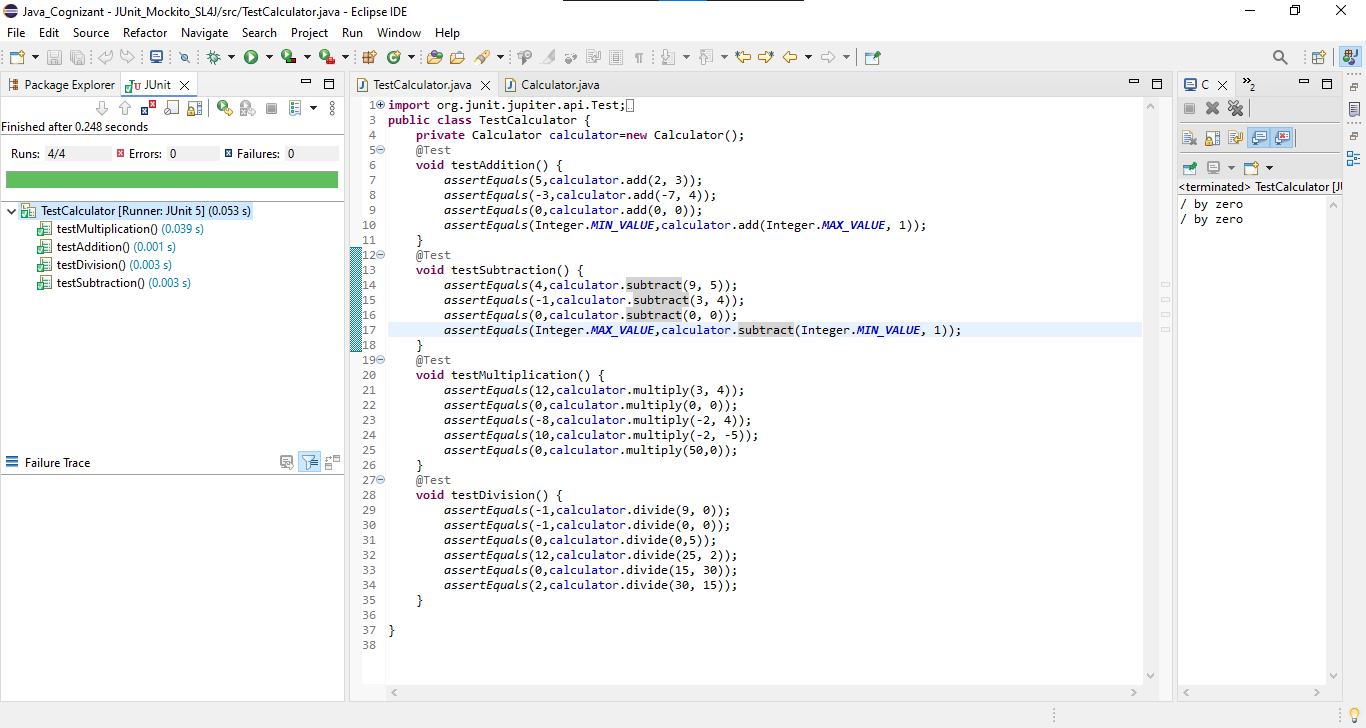 Java_Cognizant - JUnit_Mockito_SL4J/src/TestCalculator.java - Eclipse IDE
File Edit Source Refactor Navigate Search Project Run Window Help
Package Explorer JUnit
Finished after 0.248 seconds
Runs: 4/4 Errors: 0 Failures: 0
TestCalculator [Runner: JUnit 5] (0.053 s)
testMultiplication() (0.039 s)
testAddition() (0.001 s)
testDivision() (0.003 s)
testSubtraction() (0.003 s)
Failure Trace
TestCalculator.java Calculator.java
1 import org.junit.jupiter.api.Test;
3 public class TestCalculator {
4 private Calculator calculator=new Calculator();
5 @Test
6 void testAddition() {
7 assertEquals(5,calculator.add(2, 3));
8 assertEquals(-3,calculator.add(-7, 4));
9 assertEquals(0,calculator.add(0, 0));
10 assertEquals(Integer.MIN_VALUE,calculator.add(Integer.MAX_VALUE, 1));
11 }
12 @Test
13 void testSubtraction() {
14 assertEquals(4,calculator.subtract(9, 5));
15 assertEquals(-1,calculator.subtract(3, 4));
16 assertEquals(0,calculator.subtract(0, 0));
17 assertEquals(Integer.MAX_VALUE,calculator.subtract(Integer.MIN_VALUE, 1));
18 }
19 @Test
20 void testMultiplication() {
21 assertEquals(12,calculator.multiply(3, 4));
22 assertEquals(0,calculator.multiply(0, 0));
23 assertEquals(-8,calculator.multiply(-2, 4));
24 assertEquals(10,calculator.multiply(-2, -5));
25 assertEquals(0,calculator.multiply(50,0));
26 }
27 @Test
28 void testDivision() {
29 assertEquals(-1,calculator.divide(9, 0));
30 assertEquals(-1,calculator.divide(0, 0));
31 assertEquals(0,calculator.divide(0,5));
32 assertEquals(12,calculator.divide(25, 2));
33 assertEquals(0,calculator.divide(15, 30));
34 assertEquals(2,calculator.divide(30, 15));
35 }
36
37 }
38
C 2
<terminated> TestCalculator [JU
/ by zero
/ by zero